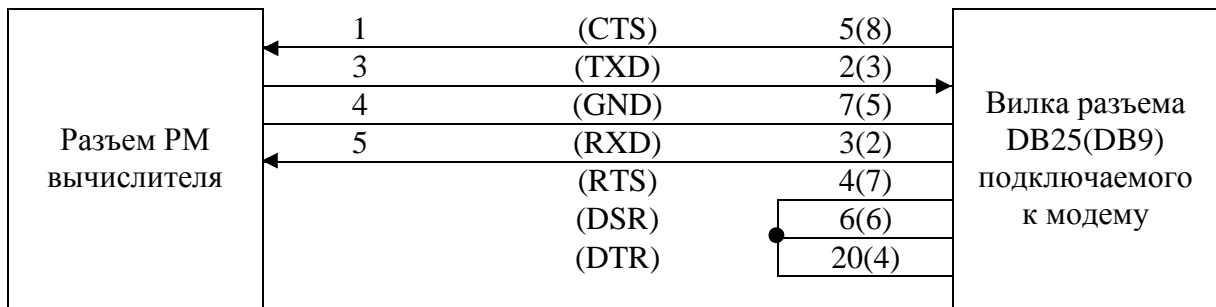 1 (CTS) 5(8)
3 (TXD) 2(3)
4 (GND) 7(5)
5 (RXD) 3(2)
(RTS) 4(7)
(DSR) 6(6)
(DTR) 20(4)
Разъем РМ
вычислителя
Вилка разъема
DB25(DB9)
подключаемого
к модему